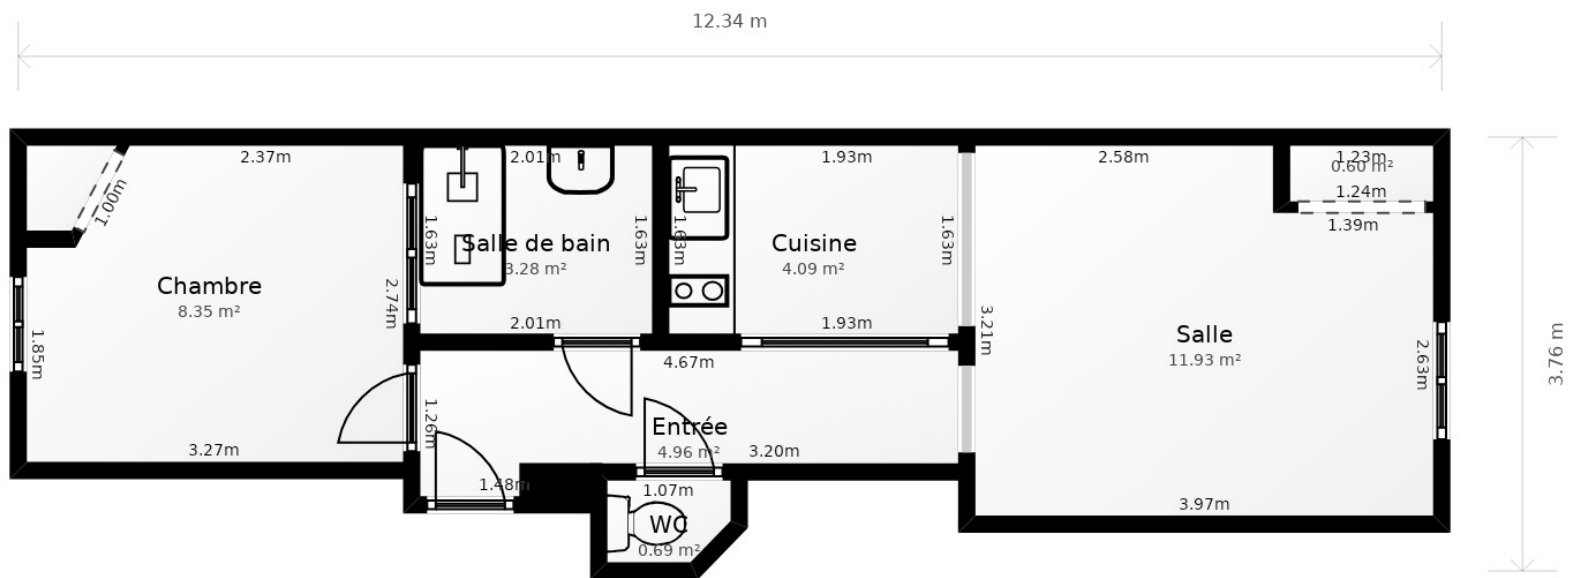 12.34 m
2.37m
2.01m
1.93m
2.58m
1.23m
0.60 m²
1.24m
1.39m
1.00m
1.63m
1.63m
1.63m
1.63m
Salle de bain
3.28 m²
Cuisine
4.09 m²
Chambre
8.35 m²
2.74m
1.85m
2.01m
1.93m
3.21m
Salle
11.93 m²
2.63m
3.76 m
4.67m
1.26m
Entrée
4.96 m²
3.27m
3.20m
1.48m
1.07m
WC
0.69 m²
3.97m